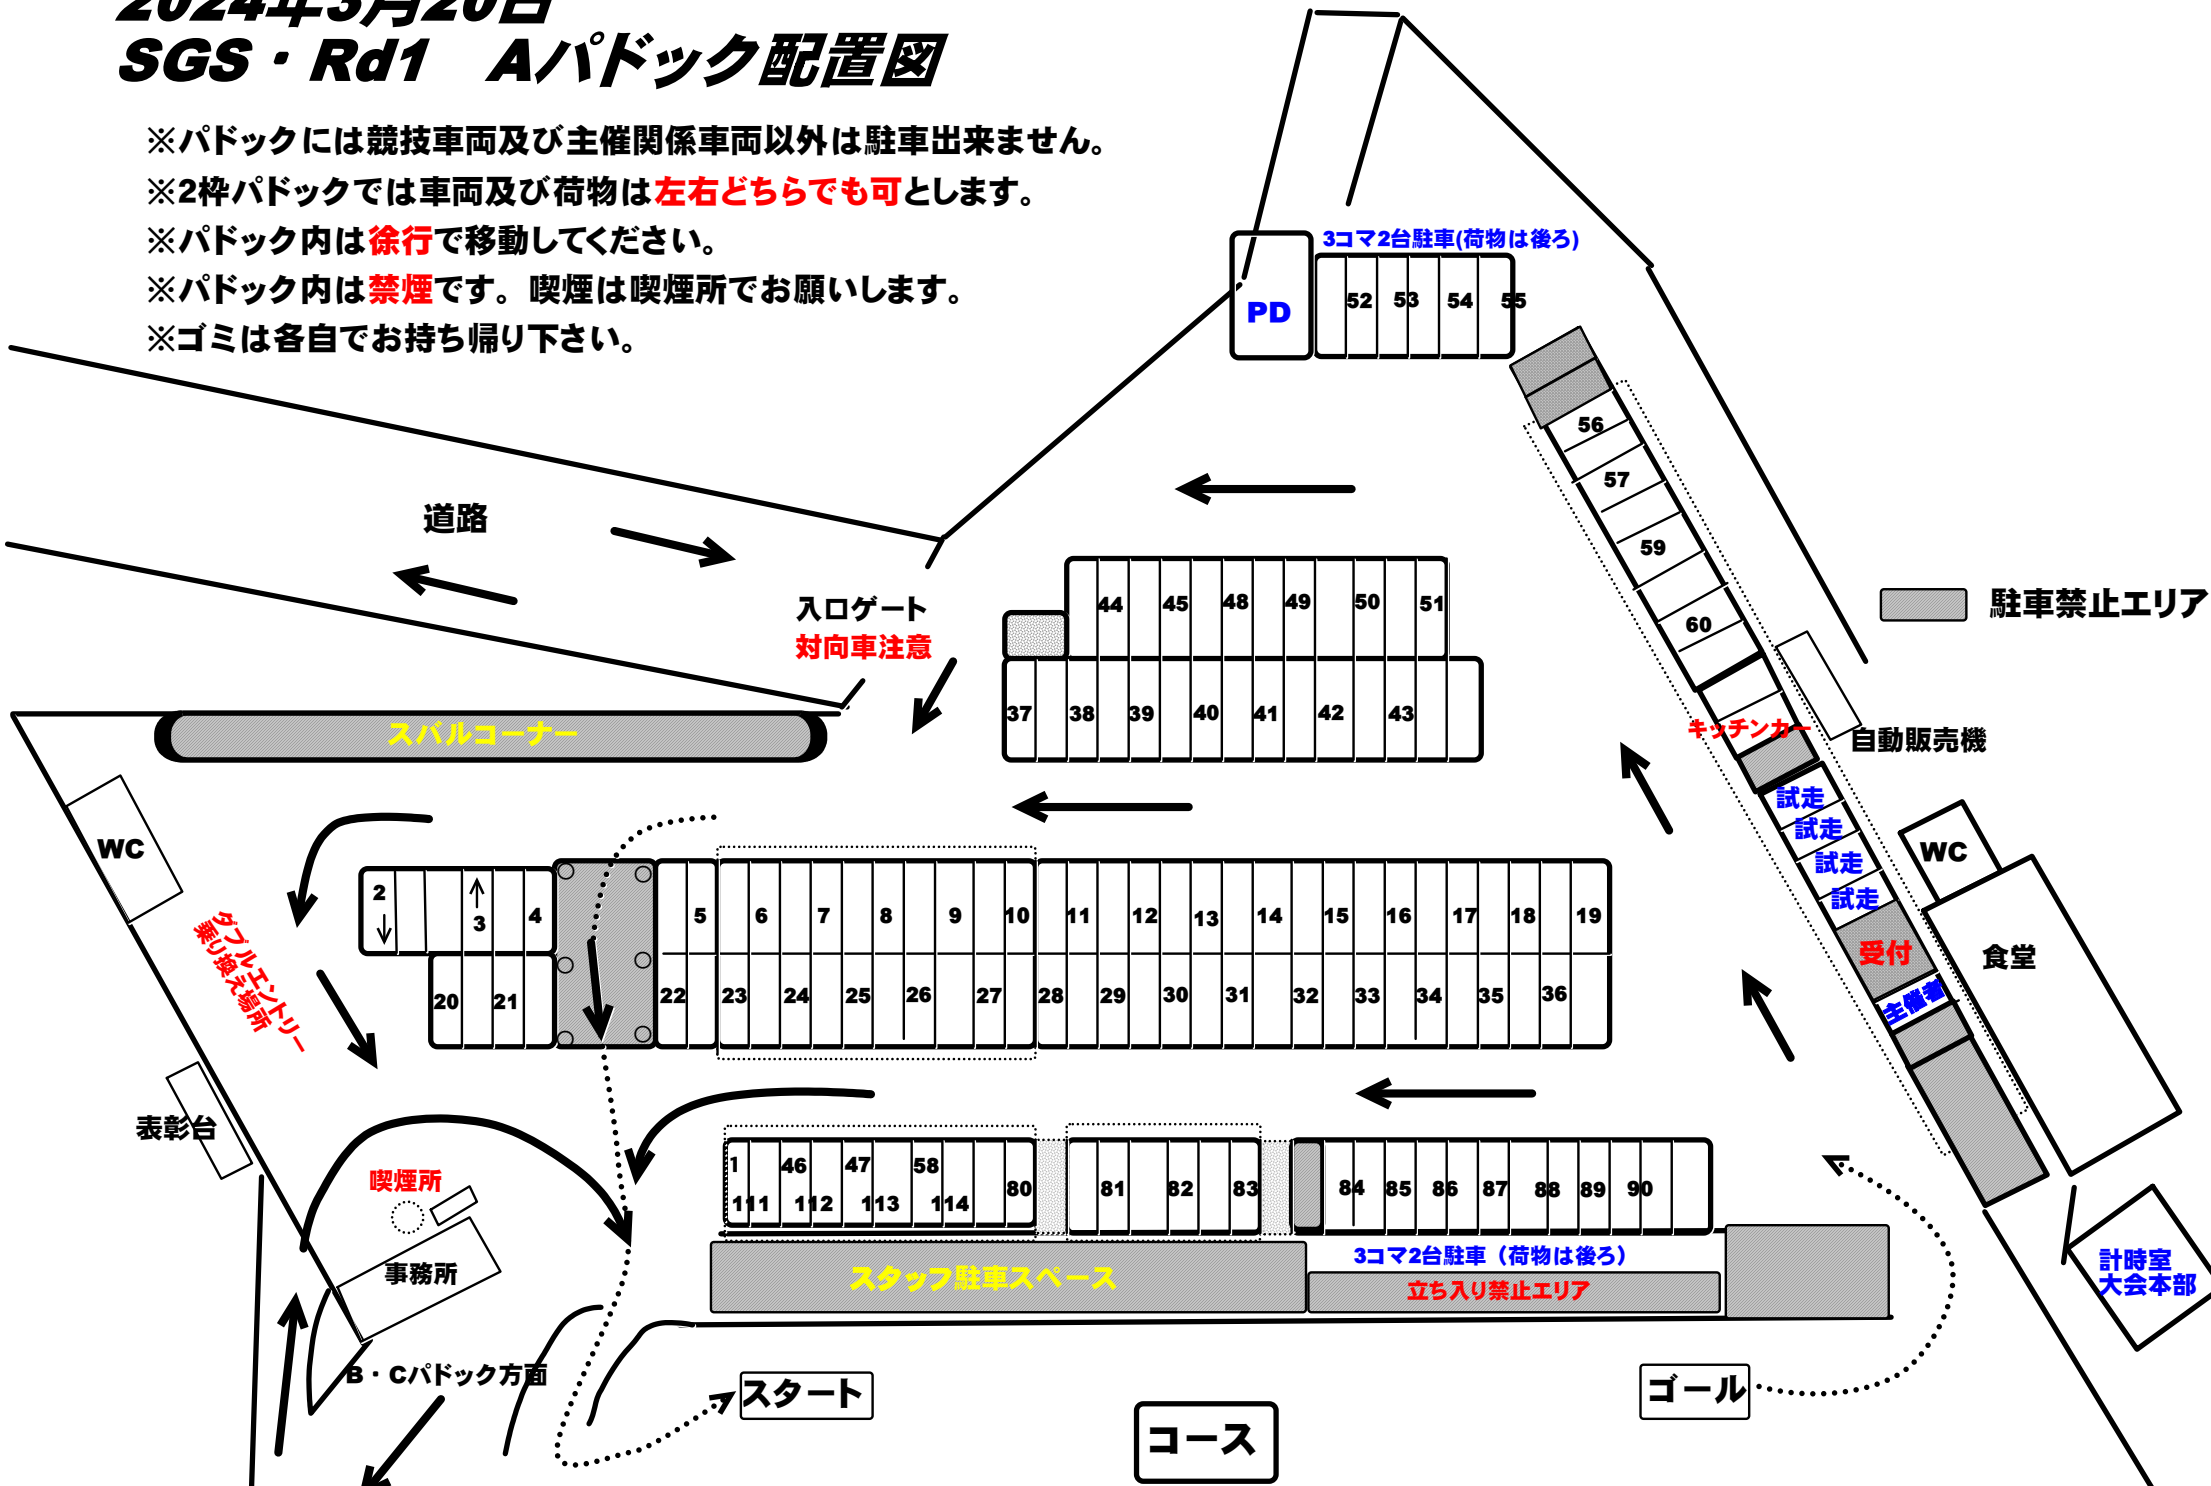 2024年3月20日
SGS・Rd1　Aパドック配置図
※パドックには競技車両及び主催関係車両以外は駐車出来ません。
※2枠パドックでは車両及び荷物は左右どちらでも可とします。
※パドック内は徐行で移動してください。
※パドック内は禁煙です。喫煙は喫煙所でお願いします。
※ゴミは各自でお持ち帰り下さい。
3コマ2台駐車(荷物は後ろ)
PD
52 53 54 55
56
57
59
60
道路
入口ゲート
対向車注意
駐車禁止エリア
44 45 48 49 50 51
37 38 39 40 41 42 43
キッチンカー
自動販売機
スバルコーナー
試走
試走
試走
試走
WC
WC
受付
食堂
主催者
ダブルエントリー
乗り換え場所
2 3 4 5 6 7 8 9 10 11 12 13 14 15 16 17 18 19
20 21 22 23 24 25 26 27 28 29 30 31 32 33 34 35 36
表彰台
喫煙所
事務所
1 46 47 58
111 112 113 114 80 81 82 83 84 85 86 87 88 89 90
スタッフ駐車スペース
3コマ2台駐車（荷物は後ろ）
立ち入り禁止エリア
計時室
大会本部
B・Cパドック方面
スタート
ゴール
コース